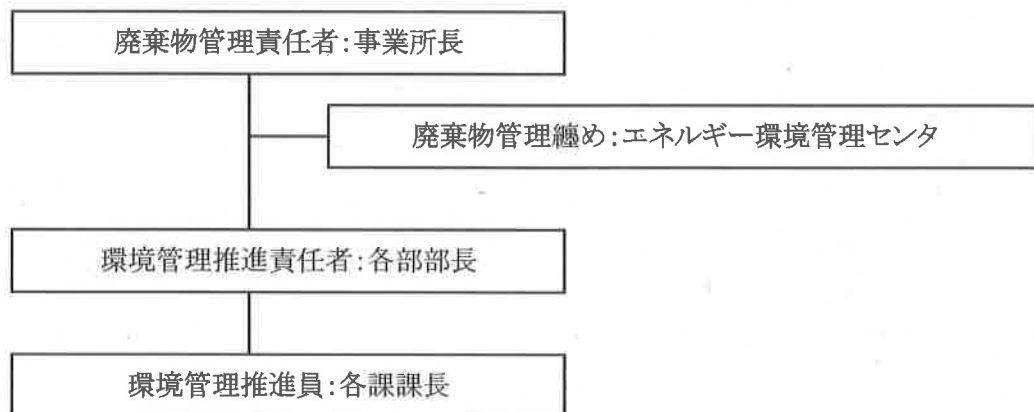 廃棄物管理責任者:事業所長
廃棄物管理纏め:エネルギー環境管理センタ
環境管理推進責任者:各部部長
環境管理推進員:各課課長